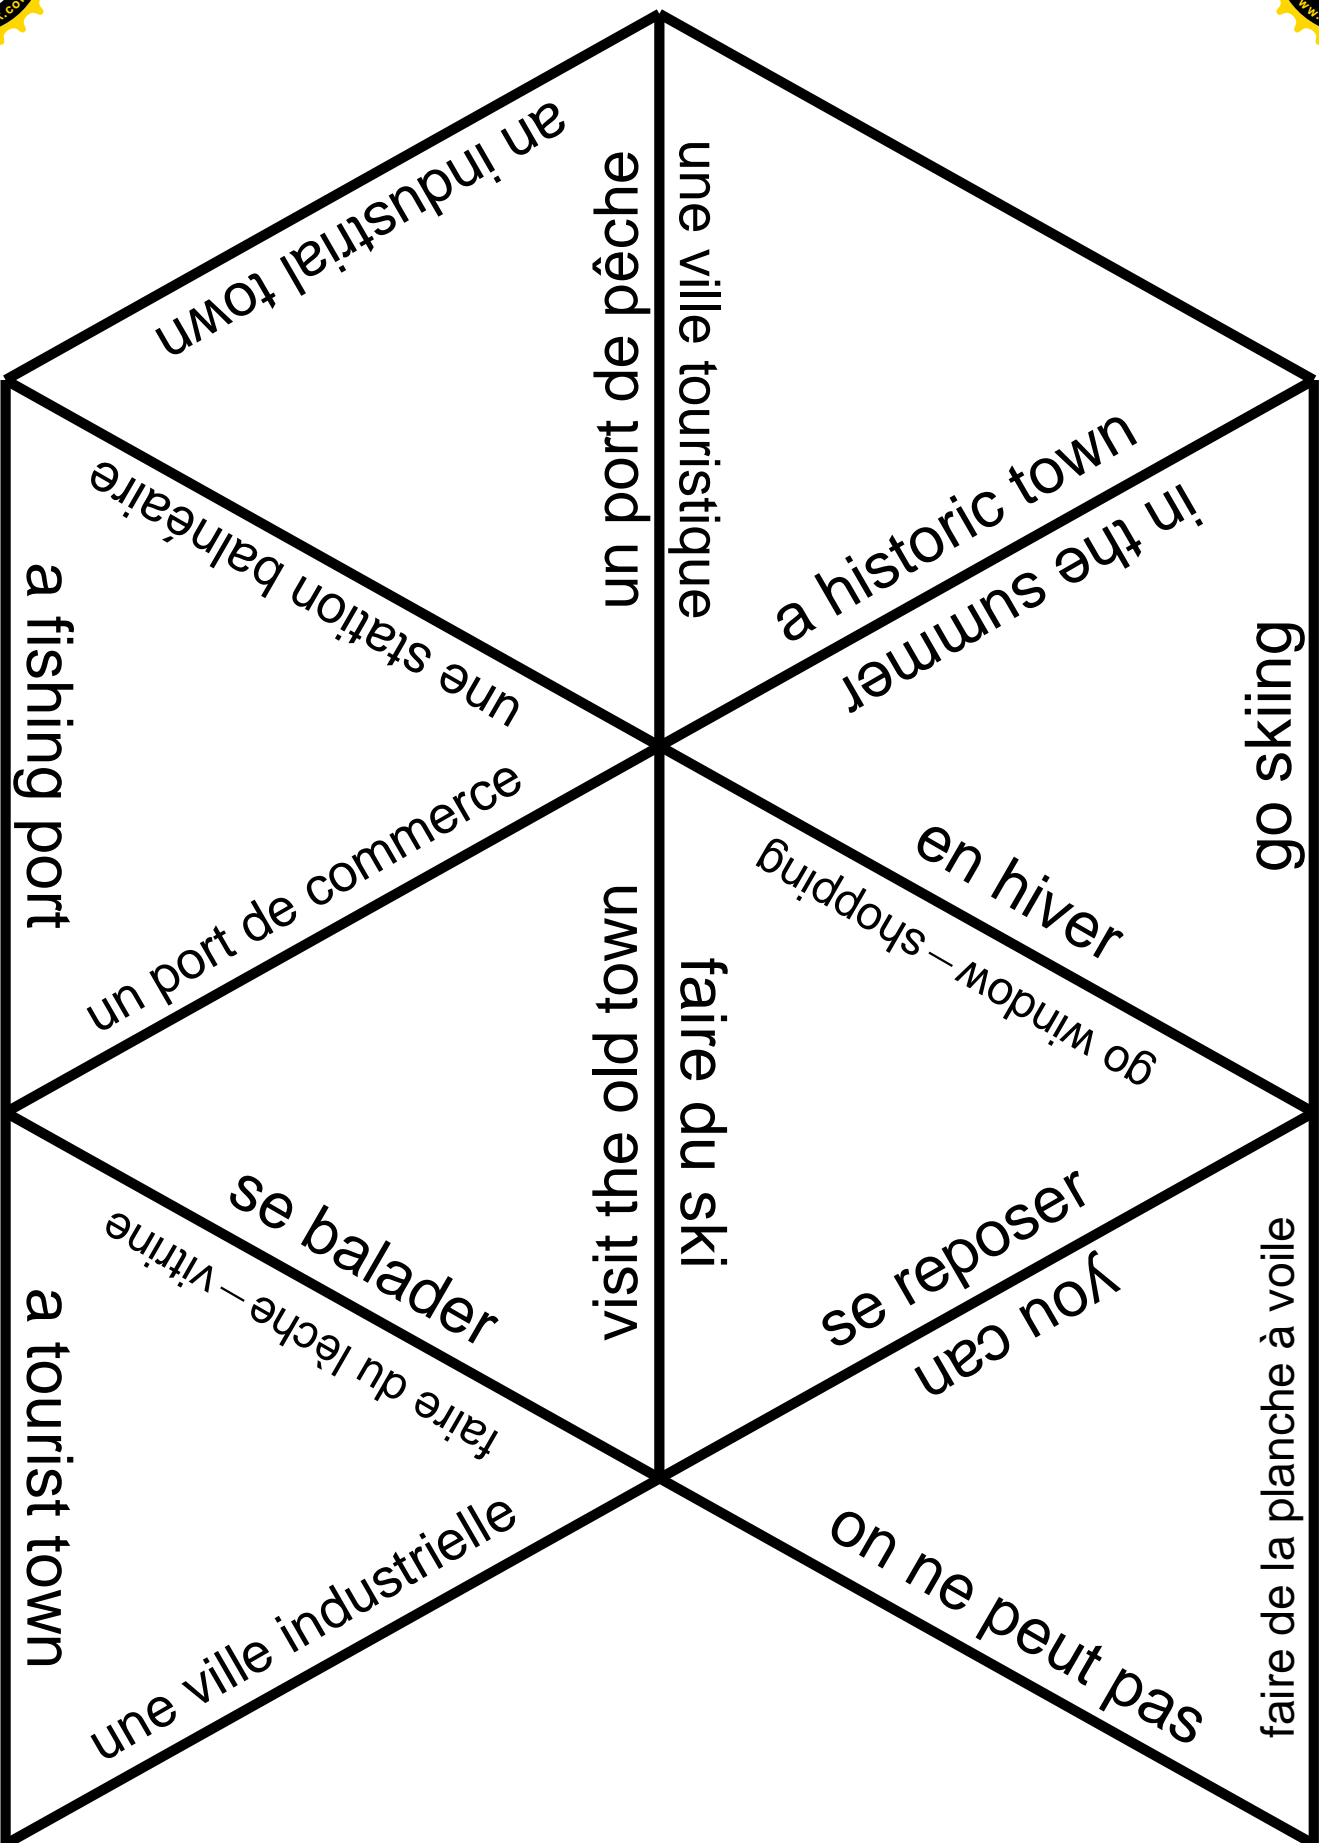 an industrial town
un port de pêche
une ville touristique
a historic town
une station balnéaire
in the summer
a fishing port
go skiing
un port de commerce
en hiver
go window – shopping
visit the old town
faire du ski
se balader
se reposer
faire du lèche – vitrine
you can
faire de la planche à voile
a tourist town
une ville industrielle
on ne peut pas